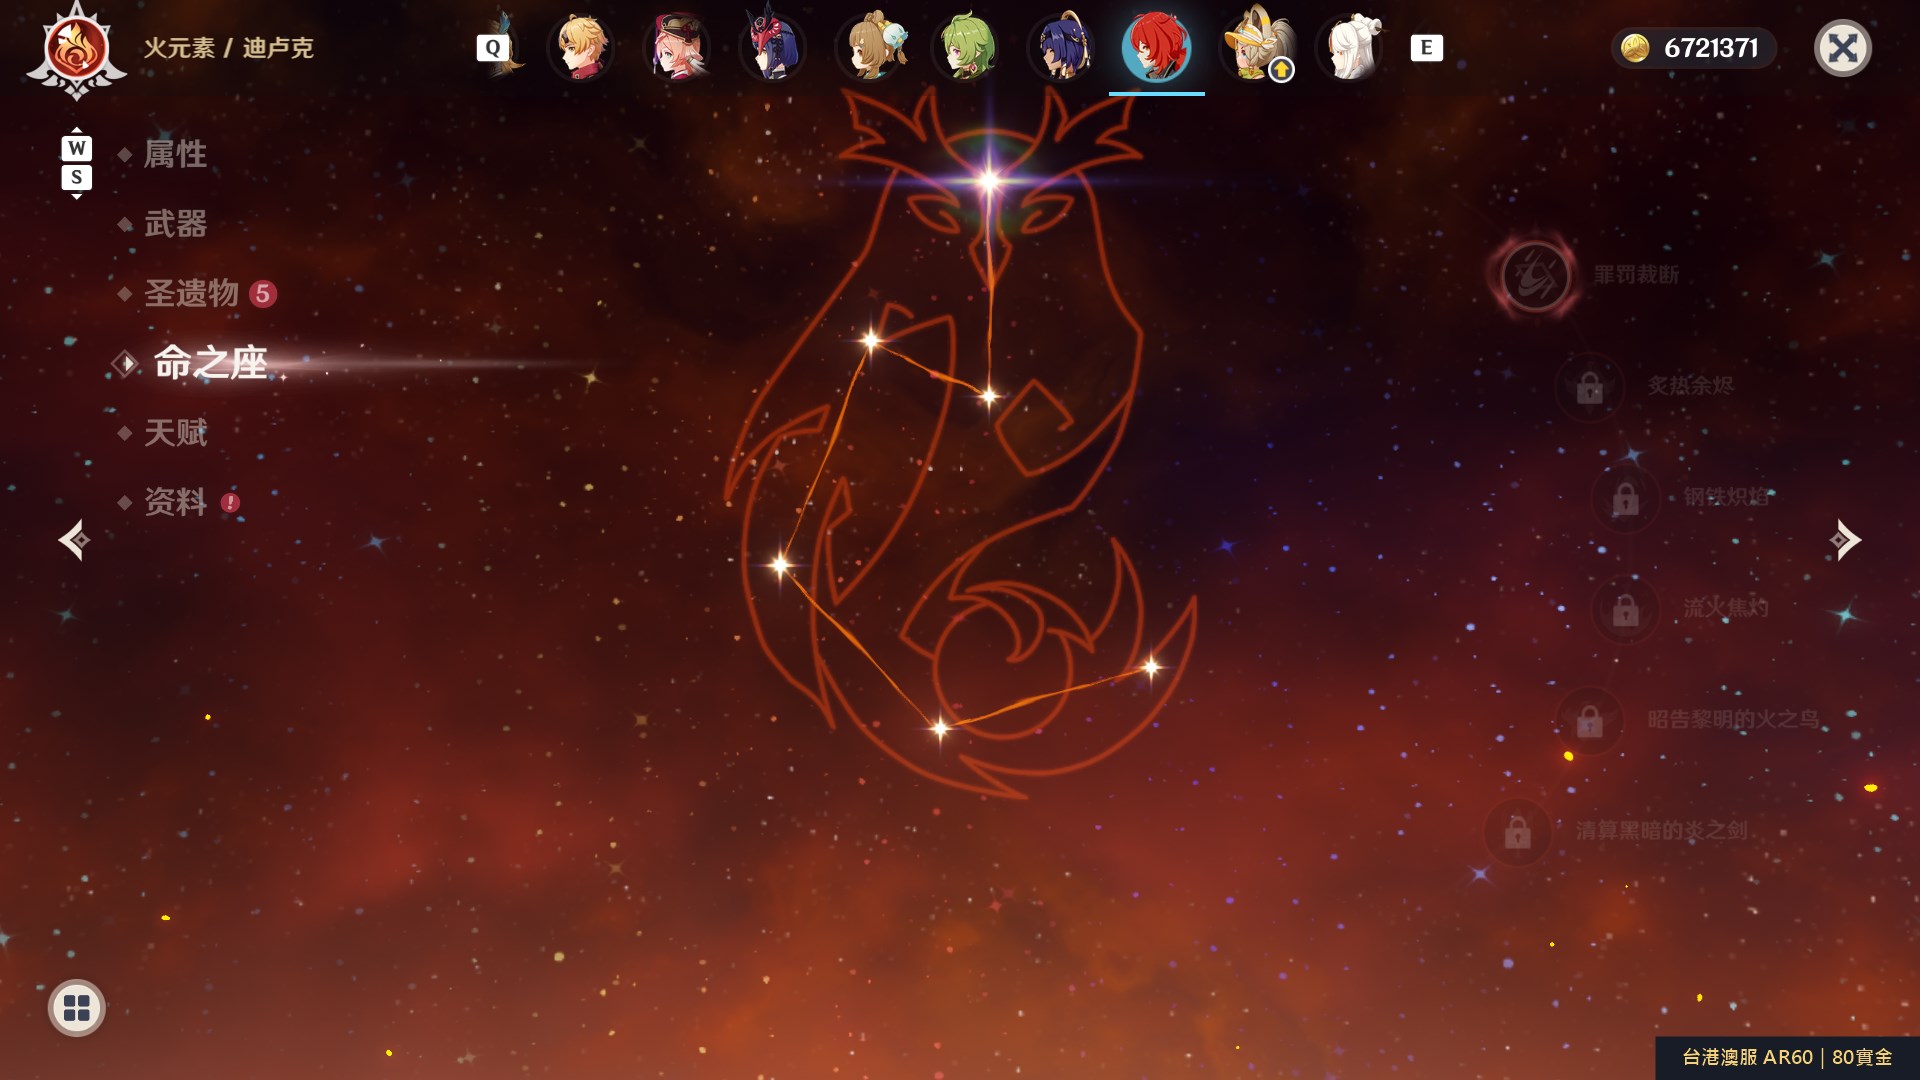 火元素 / 迪卢克
Q
E
6721371
W
S
属性
武器
圣遗物 5
命之座
天赋
资料 !
罪罚裁断
炙热余烬
钢铁炽焰
流火焦灼
昭告黎明的火之鸟
清算黑暗的炎之剑
台港澳服 AR60 | 80實金